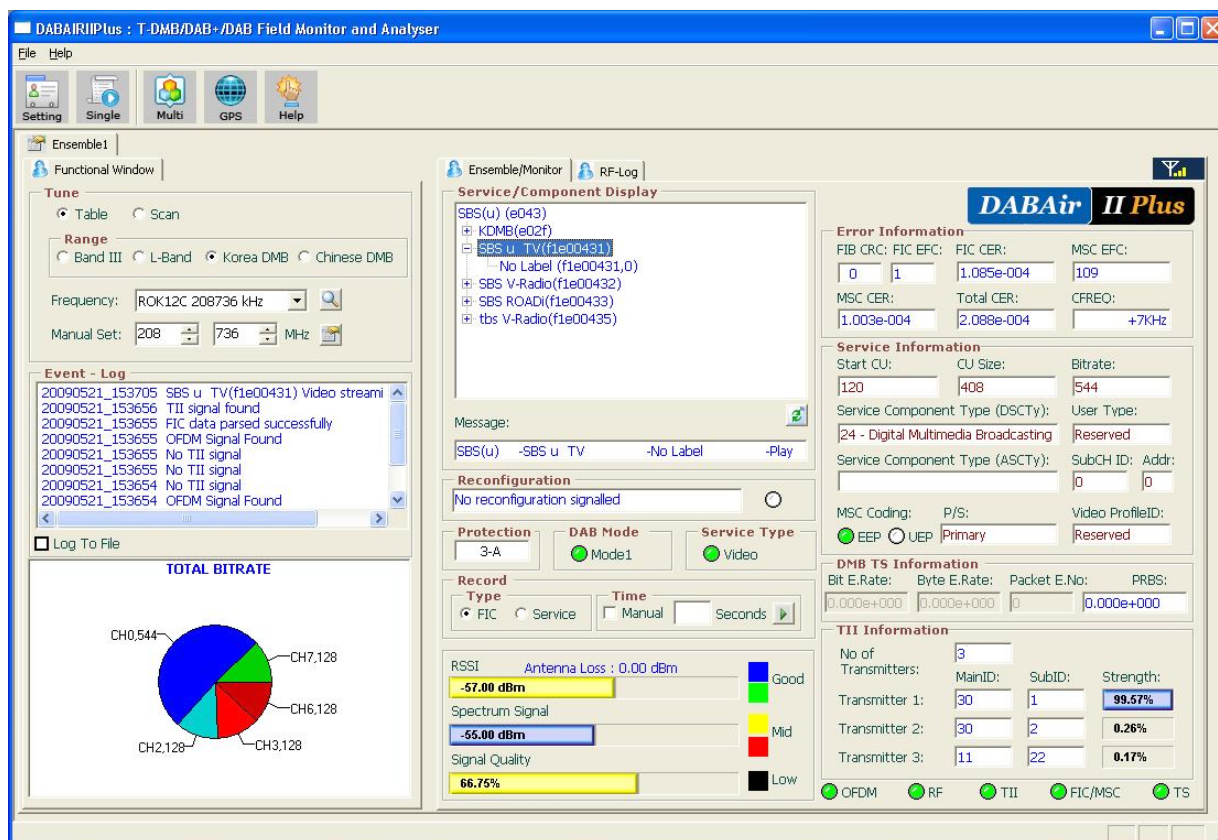 DABAIRIIPlus : T-DMB/DAB+/DAB Field Monitor and Analyser
File Help
Setting Single Multi GPS Help
Ensemble1
Functional Window
Tune
Table Scan
Range
Band III L-Band Korea DMB Chinese DMB
Frequency: ROK12C 208736 kHz
Manual Set: 208 736 MHz
Event - Log
20090521_153705 SBS u TV(f1e00431) Video streami
20090521_153656 TII signal found
20090521_153655 FIC data parsed successfully
20090521_153655 OFDM Signal Found
20090521_153655 No TII signal
20090521_153655 No TII signal
20090521_153654 No TII signal
20090521_153654 OFDM Signal Found
Log To File
TOTAL BITRATE
CH0,544
CH7,128
CH6,128
CH3,128
CH2,128
Ensemble/Monitor RF-Log
Service/Component Display
SBS(u) (e043)
KDMB(e02f)
SBS u TV(f1e00431)
No Label (f1e00431,0)
SBS V-Radio(f1e00432)
SBS ROADi(f1e00433)
tbs V-Radio(f1e00435)
Message:
SBS(u) -SBS u TV -No Label -Play
Reconfiguration
No reconfiguration signalled
Protection DAB Mode Service Type
3-A Mode1 Video
Record
Type Time
FIC Service Manual Seconds
RSSI Antenna Loss : 0.00 dBm
-57.00 dBm
Spectrum Signal
-55.00 dBm
Signal Quality
66.75%
Good
Mid
Low
DABAir II Plus
Error Information
FIB CRC: FIC EFC: FIC CER: MSC EFC:
0 1 1.085e-004 109
MSC CER: Total CER: CFREQ:
1.003e-004 2.088e-004 +7KHz
Service Information
Start CU: CU Size: Bitrate:
120 408 544
Service Component Type (DSCTy): User Type:
24 - Digital Multimedia Broadcasting Reserved
Service Component Type (ASCTy): SubCH ID: Addr:
0 0
MSC Coding: P/S: Video ProfileID:
EEP UEP Primary Reserved
DMB TS Information
Bit E.Rate: Byte E.Rate: Packet E.No: PRBS:
0.000e+000 0.000e+000 0 0.000e+000
TII Information
No of Transmitters: 3
MainID: SubID: Strength:
Transmitter 1: 30 1 99.57%
Transmitter 2: 30 2 0.26%
Transmitter 3: 11 22 0.17%
OFDM RF TII FIC/MSC TS